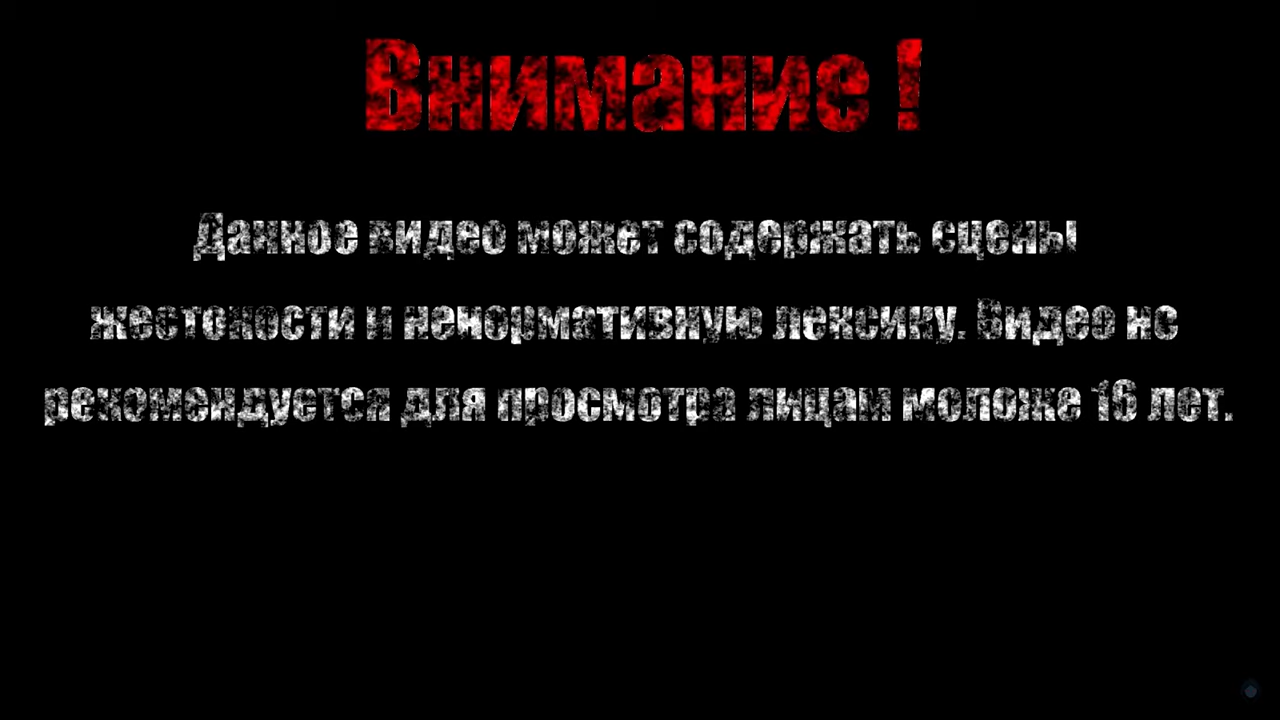 Внимание !
Данное видео может содержать сцены
жестокости и ненормативную лексику. Видео не
рекомендуется для просмотра лицам моложе 16 лет.